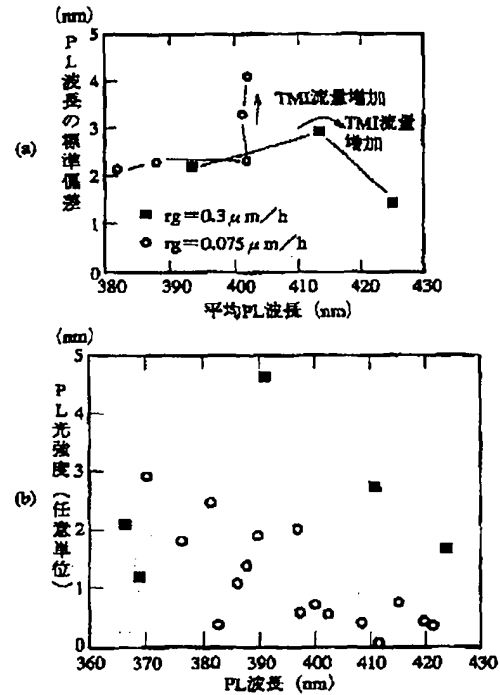 (nm)
PL波長の標準偏差
(a)
5
4
3
2
1
0
TMI流量増加
TMI流量
増加
■ rg=0.3μm/h
○ rg=0.075μm/h
380 390 400 410 420 430
平均PL波長 (nm)
(nm)
PL光強度(任意単位)
(b)
5
4
3
2
1
0
360 370 380 390 400 410 420 430
PL波長 (nm)